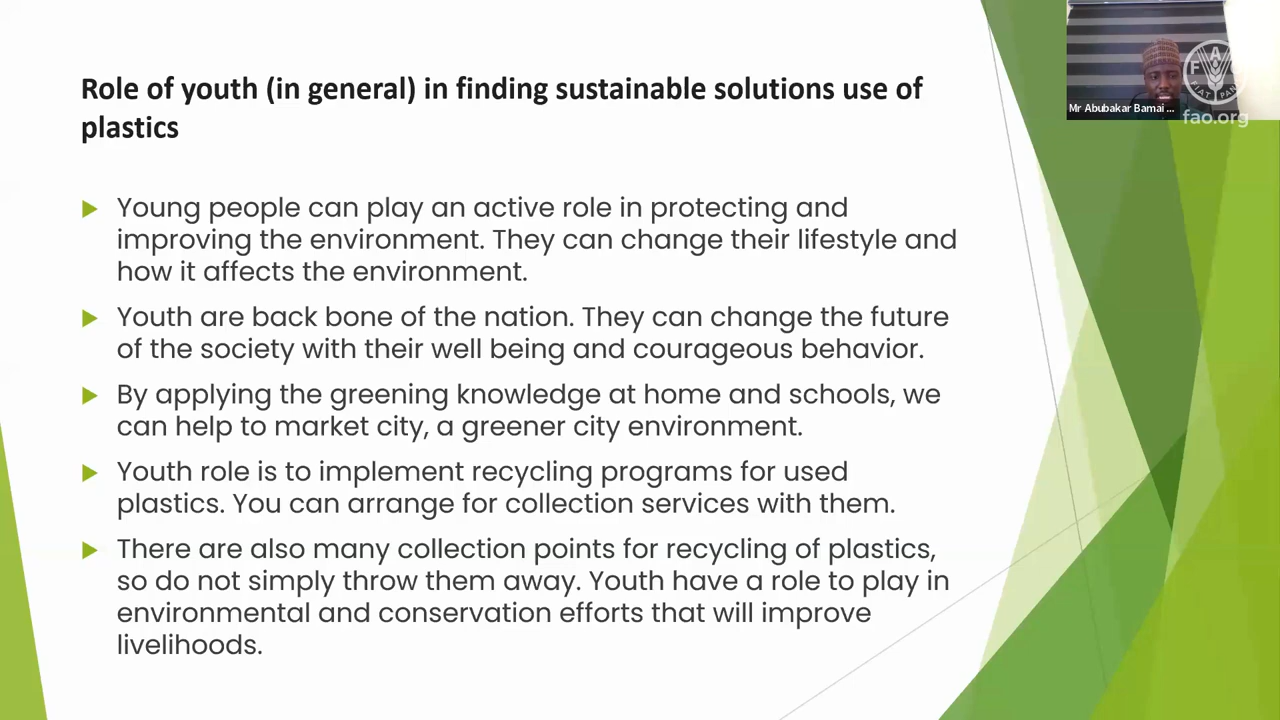 Role of youth (in general) in finding sustainable solutions use of
plastics
Young people can play an active role in protecting and
improving the environment. They can change their lifestyle and
how it affects the environment.
Youth are back bone of the nation. They can change the future
of the society with their well being and courageous behavior.
By applying the greening knowledge at home and schools, we
can help to market city, a greener city environment.
Youth role is to implement recycling programs for used
plastics. You can arrange for collection services with them.
There are also many collection points for recycling of plastics,
so do not simply throw them away. Youth have a role to play in
environmental and conservation efforts that will improve
livelihoods.
Mr Abubakar Bamai ...
F A
FIAT PAN
fao.org